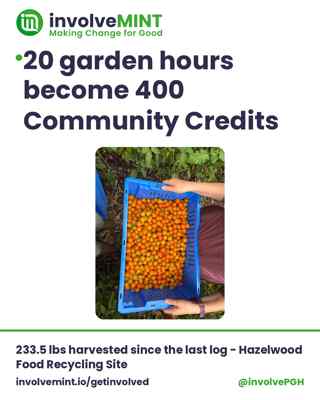 involveMINT
Making Change for Good
•20 garden hours
become 400
Community Credits
233.5 lbs harvested since the last log - Hazelwood
Food Recycling Site
involvemint.io/getinvolved
@involvePGH